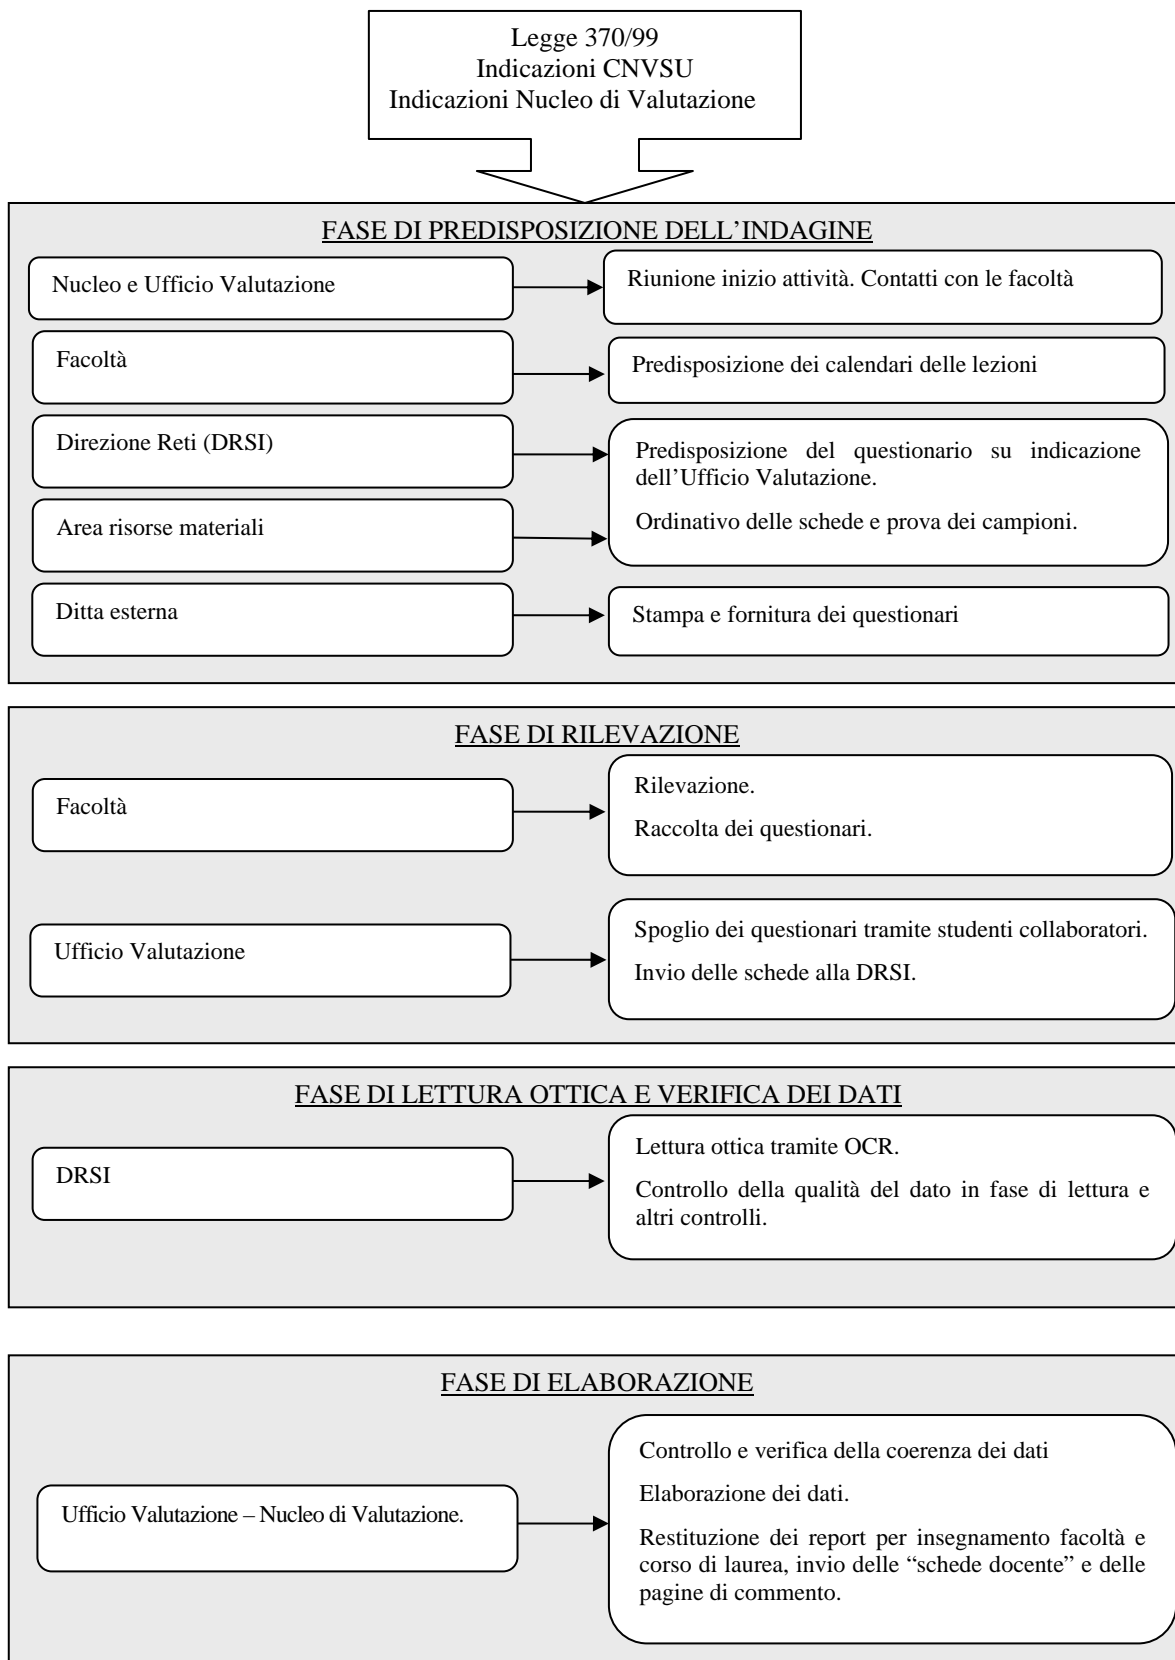 Legge 370/99
Indicazioni CNVSU
Indicazioni Nucleo di Valutazione
FASE DI PREDISPOSIZIONE DELL’INDAGINE
Nucleo e Ufficio Valutazione
Riunione inizio attività. Contatti con le facoltà
Facoltà
Predisposizione dei calendari delle lezioni
Direzione Reti (DRSI)
Predisposizione del questionario su indicazione
dell’Ufficio Valutazione.
Ordinativo delle schede e prova dei campioni.
Area risorse materiali
Ditta esterna
Stampa e fornitura dei questionari
FASE DI RILEVAZIONE
Facoltà
Rilevazione.
Raccolta dei questionari.
Ufficio Valutazione
Spoglio dei questionari tramite studenti collaboratori.
Invio delle schede alla DRSI.
FASE DI LETTURA OTTICA E VERIFICA DEI DATI
DRSI
Lettura ottica tramite OCR.
Controllo della qualità del dato in fase di lettura e
altri controlli.
FASE DI ELABORAZIONE
Ufficio Valutazione – Nucleo di Valutazione.
Controllo e verifica della coerenza dei dati
Elaborazione dei dati.
Restituzione dei report per insegnamento facoltà e
corso di laurea, invio delle “schede docente” e delle
pagine di commento.